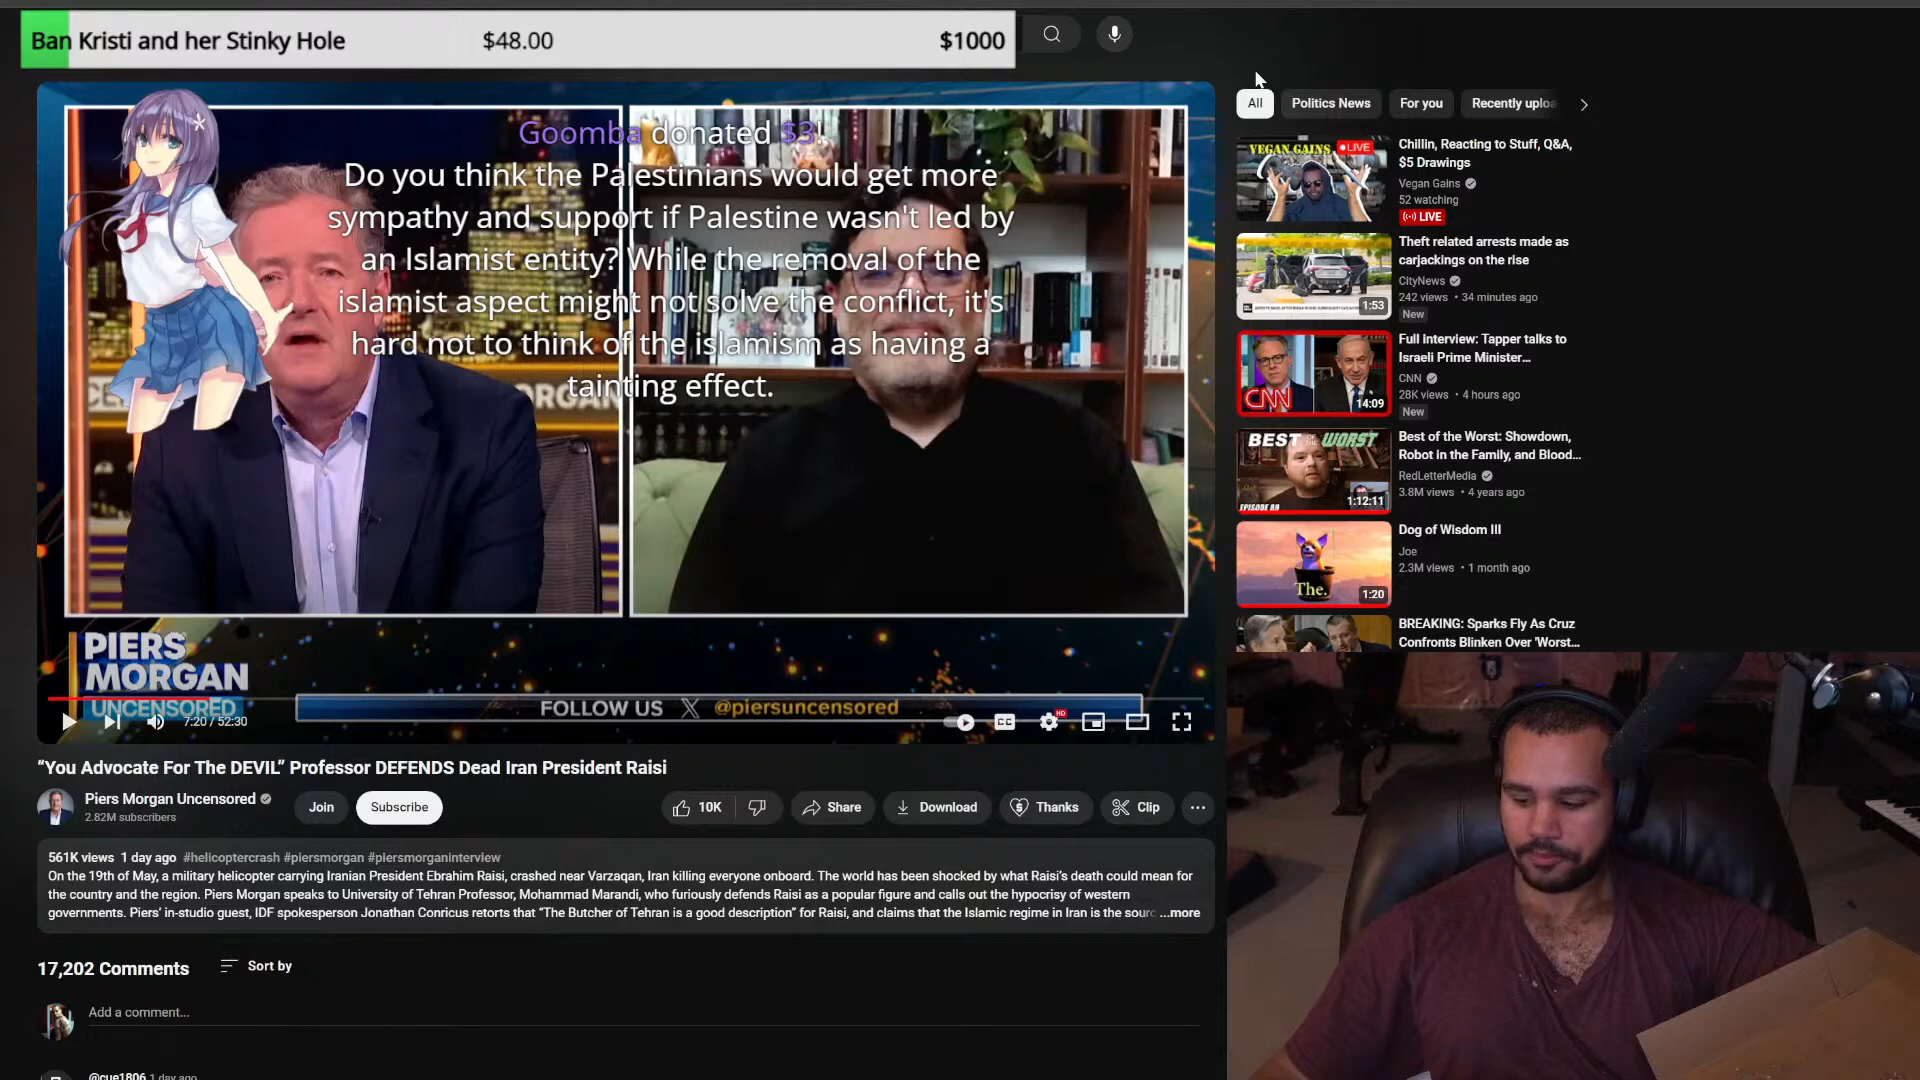 Ban Kristi and her Stinky Hole $48.00 $1000
Goomba donated $3!
Do you think the Palestinians would get more
sympathy and support if Palestine wasn't led by
an Islamist entity? While the removal of the
islamist aspect might not solve the conflict, it's
hard not to think of the islamism as having a
tainting effect.
PIERS
MORGAN
UNCENSORED
FOLLOW US X @piersuncensored
7:20 / 52:30
CC
HD
“You Advocate For The DEVIL” Professor DEFENDS Dead Iran President Raisi
Piers Morgan Uncensored
2.82M subscribers
Join
Subscribe
10K
Share
Download
Thanks
Clip
561K views 1 day ago #helicoptercrash #piersmorgan #piersmorganinterview
On the 19th of May, a military helicopter carrying Iranian President Ebrahim Raisi, crashed near Varzaqan, Iran killing everyone onboard. The world has been shocked by what Raisi’s death could mean for
the country and the region. Piers Morgan speaks to University of Tehran Professor, Mohammad Marandi, who furiously defends Raisi as a popular figure and calls out the hypocrisy of western
governments. Piers’ in-studio guest, IDF spokesperson Jonathan Conricus retorts that “The Butcher of Tehran is a good description” for Raisi, and claims that the Islamic regime in Iran is the sourc ...more
17,202 Comments
Sort by
Add a comment...
@cue1806 1 day ago
All
Politics News
For you
Recently uploa
VEGAN GAINS
LIVE
Chillin, Reacting to Stuff, Q&A,
$5 Drawings
Vegan Gains
52 watching
LIVE
1:53
Theft related arrests made as
carjackings on the rise
CityNews
242 views • 34 minutes ago
New
CNN
14:09
Full interview: Tapper talks to
Israeli Prime Minister...
CNN
28K views • 4 hours ago
New
BEST OF THE WORST
EPISODE 89
1:12:11
Best of the Worst: Showdown,
Robot in the Family, and Blood...
RedLetterMedia
3.8M views • 4 years ago
The.
1:20
Dog of Wisdom III
Joe
2.3M views • 1 month ago
BREAKING: Sparks Fly As Cruz
Confronts Blinken Over 'Worst...